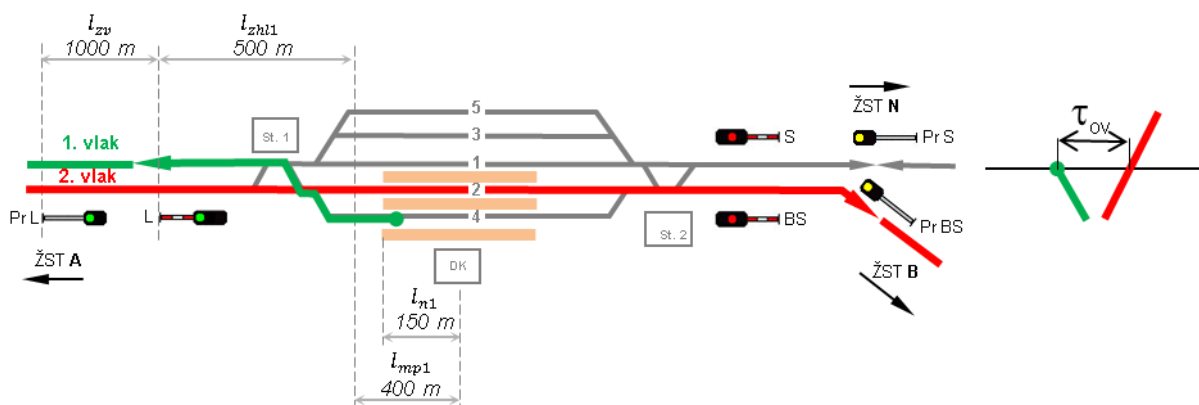 l_zv
1000 m
l_zhl1
500 m
1. vlak
2. vlak
Pr L
L
ŽST A
St. 1
5
3
1
2
4
DK
St. 2
l_n1
150 m
l_mp1
400 m
S
BS
ŽST N
Pr S
Pr BS
ŽST B
τ_ov